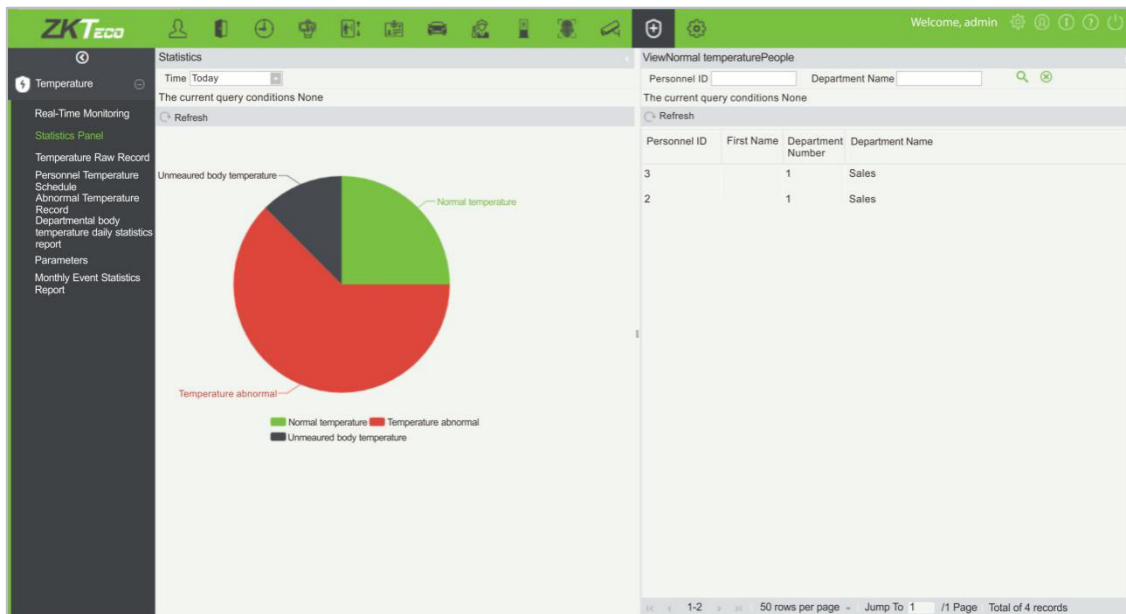 ZKTECO
Welcome, admin
Temperature
Real-Time Monitoring
Statistics Panel
Temperature Raw Record
Personnel Temperature
Schedule
Abnormal Temperature
Record
Departmental body
temperature daily statistics
report
Parameters
Monthly Event Statistics
Report
Statistics
Time Today
The current query conditions None
Refresh
Unmeaured body temperature
Normal temperature
Temperature abnormal
Normal temperature Temperature abnormal
Unmeaured body temperature
ViewNormal temperaturePeople
Personnel ID Department Name
The current query conditions None
Refresh
Personnel ID First Name Department Number Department Name
3 1 Sales
2 1 Sales
1-2 50 rows per page Jump To 1 /1 Page Total of 4 records